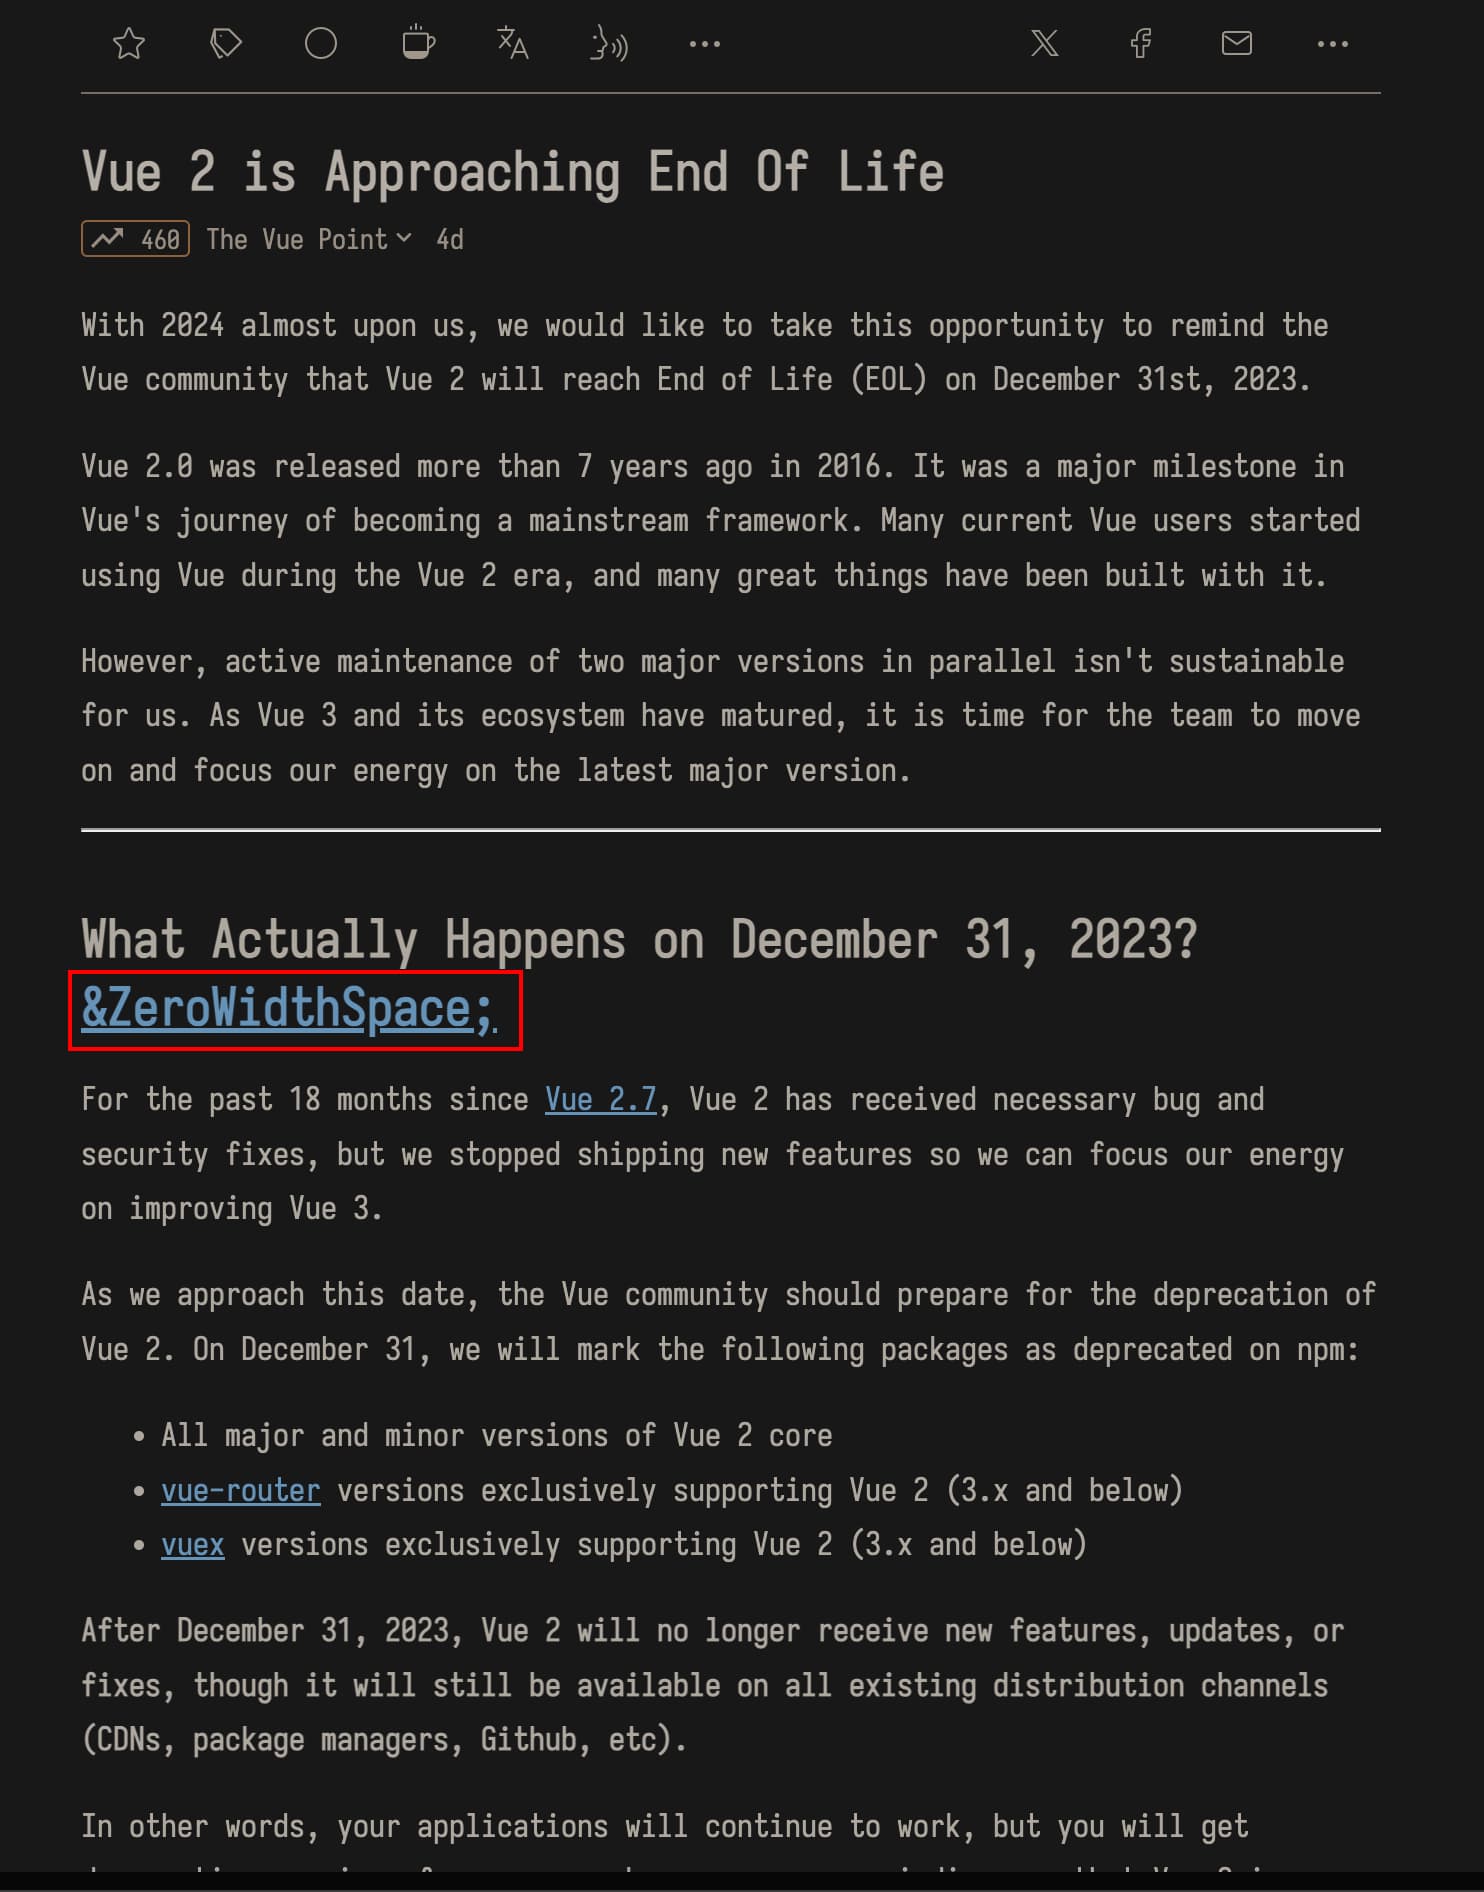 Vue 2 is Approaching End Of Life
460 The Vue Point 4d
With 2024 almost upon us, we would like to take this opportunity to remind the
Vue community that Vue 2 will reach End of Life (EOL) on December 31st, 2023.
Vue 2.0 was released more than 7 years ago in 2016. It was a major milestone in
Vue's journey of becoming a mainstream framework. Many current Vue users started
using Vue during the Vue 2 era, and many great things have been built with it.
However, active maintenance of two major versions in parallel isn't sustainable
for us. As Vue 3 and its ecosystem have matured, it is time for the team to move
on and focus our energy on the latest major version.
What Actually Happens on December 31, 2023?
&ZeroWidthSpace;
For the past 18 months since Vue 2.7, Vue 2 has received necessary bug and
security fixes, but we stopped shipping new features so we can focus our energy
on improving Vue 3.
As we approach this date, the Vue community should prepare for the deprecation of
Vue 2. On December 31, we will mark the following packages as deprecated on npm:
• All major and minor versions of Vue 2 core
• vue-router versions exclusively supporting Vue 2 (3.x and below)
• vuex versions exclusively supporting Vue 2 (3.x and below)
After December 31, 2023, Vue 2 will no longer receive new features, updates, or
fixes, though it will still be available on all existing distribution channels
(CDNs, package managers, Github, etc).
In other words, your applications will continue to work, but you will get